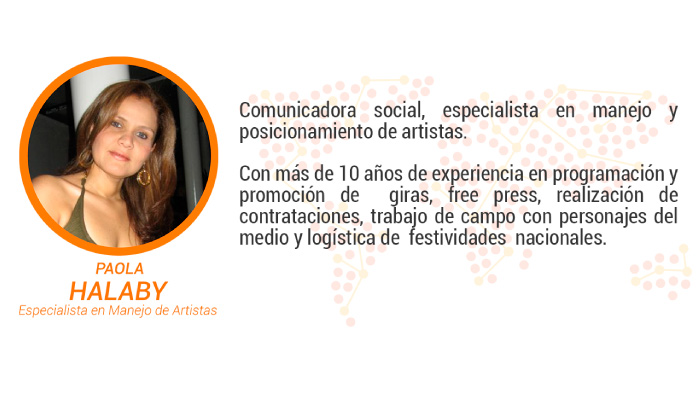 Comunicadora social, especialista en manejo y
posicionamiento de artistas.
Con más de 10 años de experiencia en programación y
promoción de giras, free press, realización de
contrataciones, trabajo de campo con personajes del
medio y logística de festividades nacionales.
PAOLA
HALABY
Especialista en Manejo de Artistas